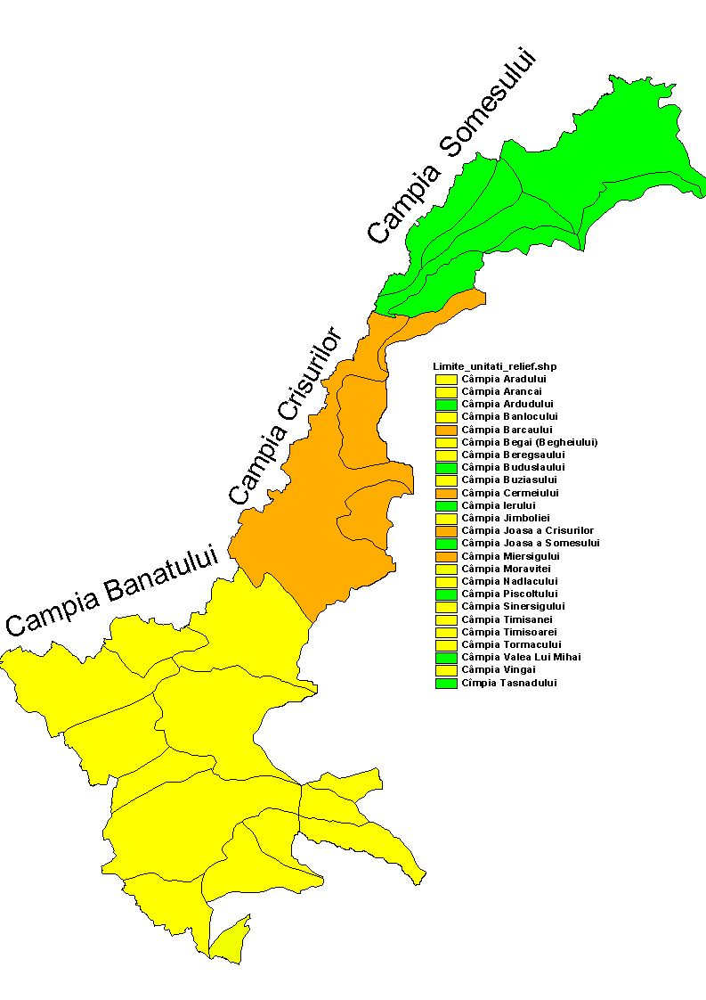 Campia Somesului
Campia Crisurilor
Campia Banatului
Limite_unitati_relief.shp
Câmpia Aradului
Câmpia Arancai
Câmpia Ardudului
Câmpia Banlocului
Câmpia Barcaului
Câmpia Begai (Begheiului)
Câmpia Beregsaului
Câmpia Buduslaului
Câmpia Buziasului
Câmpia Cermeiului
Câmpia Ierului
Câmpia Jimboliei
Câmpia Joasa a Crisurilor
Câmpia Joasa a Somesului
Câmpia Miersigului
Câmpia Moravitei
Câmpia Nadlacului
Câmpia Piscoltului
Câmpia Sinersigului
Câmpia Timisanei
Câmpia Timisoarei
Câmpia Tormacului
Câmpia Valea Lui Mihai
Câmpia Vingai
Cîmpia Tasnadului